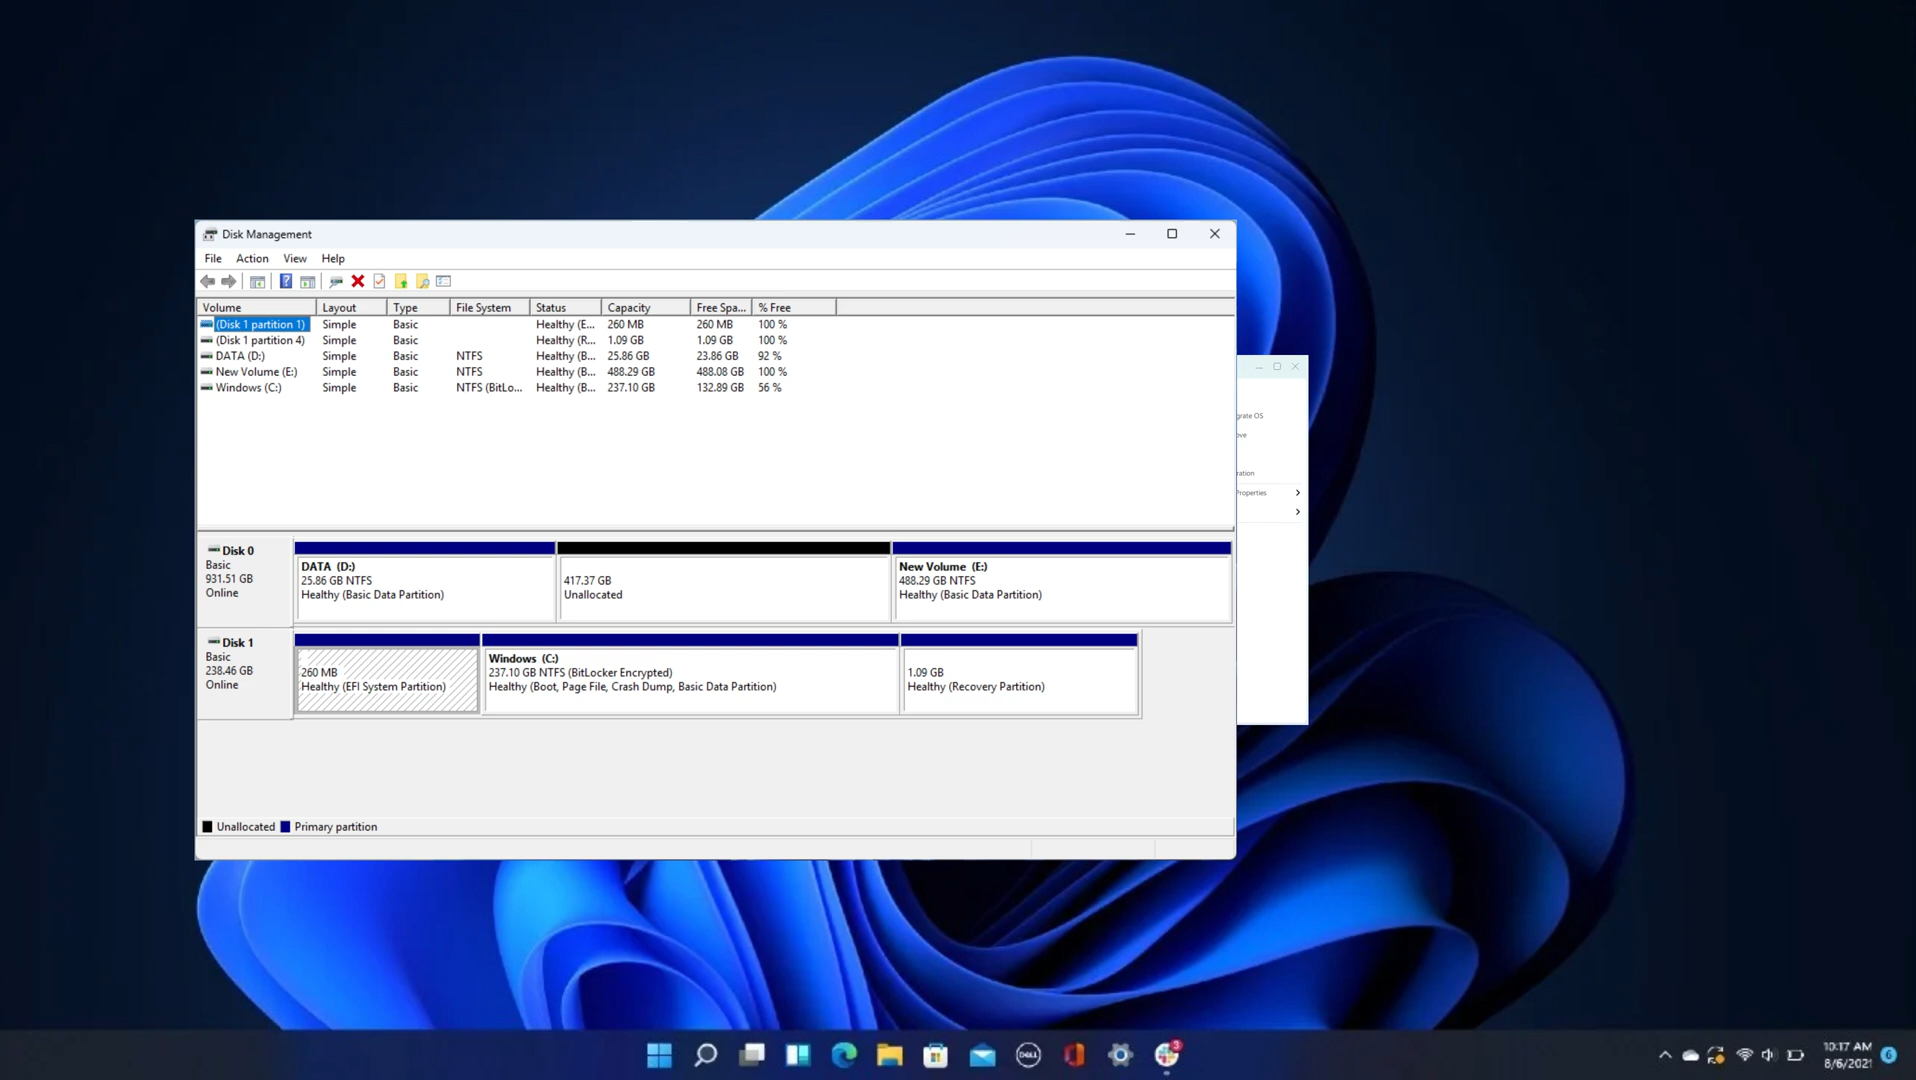 Disk Management
File Action View Help
Volume Layout Type File System Status Capacity Free Spa... % Free
(Disk 1 partition 1) Simple Basic Healthy (E... 260 MB 260 MB 100 %
(Disk 1 partition 4) Simple Basic Healthy (R... 1.09 GB 1.09 GB 100 %
DATA (D:) Simple Basic NTFS Healthy (B... 25.86 GB 23.86 GB 92 %
New Volume (E:) Simple Basic NTFS Healthy (B... 488.29 GB 488.08 GB 100 %
Windows (C:) Simple Basic NTFS (BitLo... Healthy (B... 237.10 GB 132.89 GB 56 %
grate OS
ove
ration
Properties
Disk 0
Basic
931.51 GB
Online
DATA (D:)
25.86 GB NTFS
Healthy (Basic Data Partition)
417.37 GB
Unallocated
New Volume (E:)
488.29 GB NTFS
Healthy (Basic Data Partition)
Disk 1
Basic
238.46 GB
Online
260 MB
Healthy (EFI System Partition)
Windows (C:)
237.10 GB NTFS (BitLocker Encrypted)
Healthy (Boot, Page File, Crash Dump, Basic Data Partition)
1.09 GB
Healthy (Recovery Partition)
Unallocated Primary partition
DELL
3
10:17 AM
8/6/2021
6